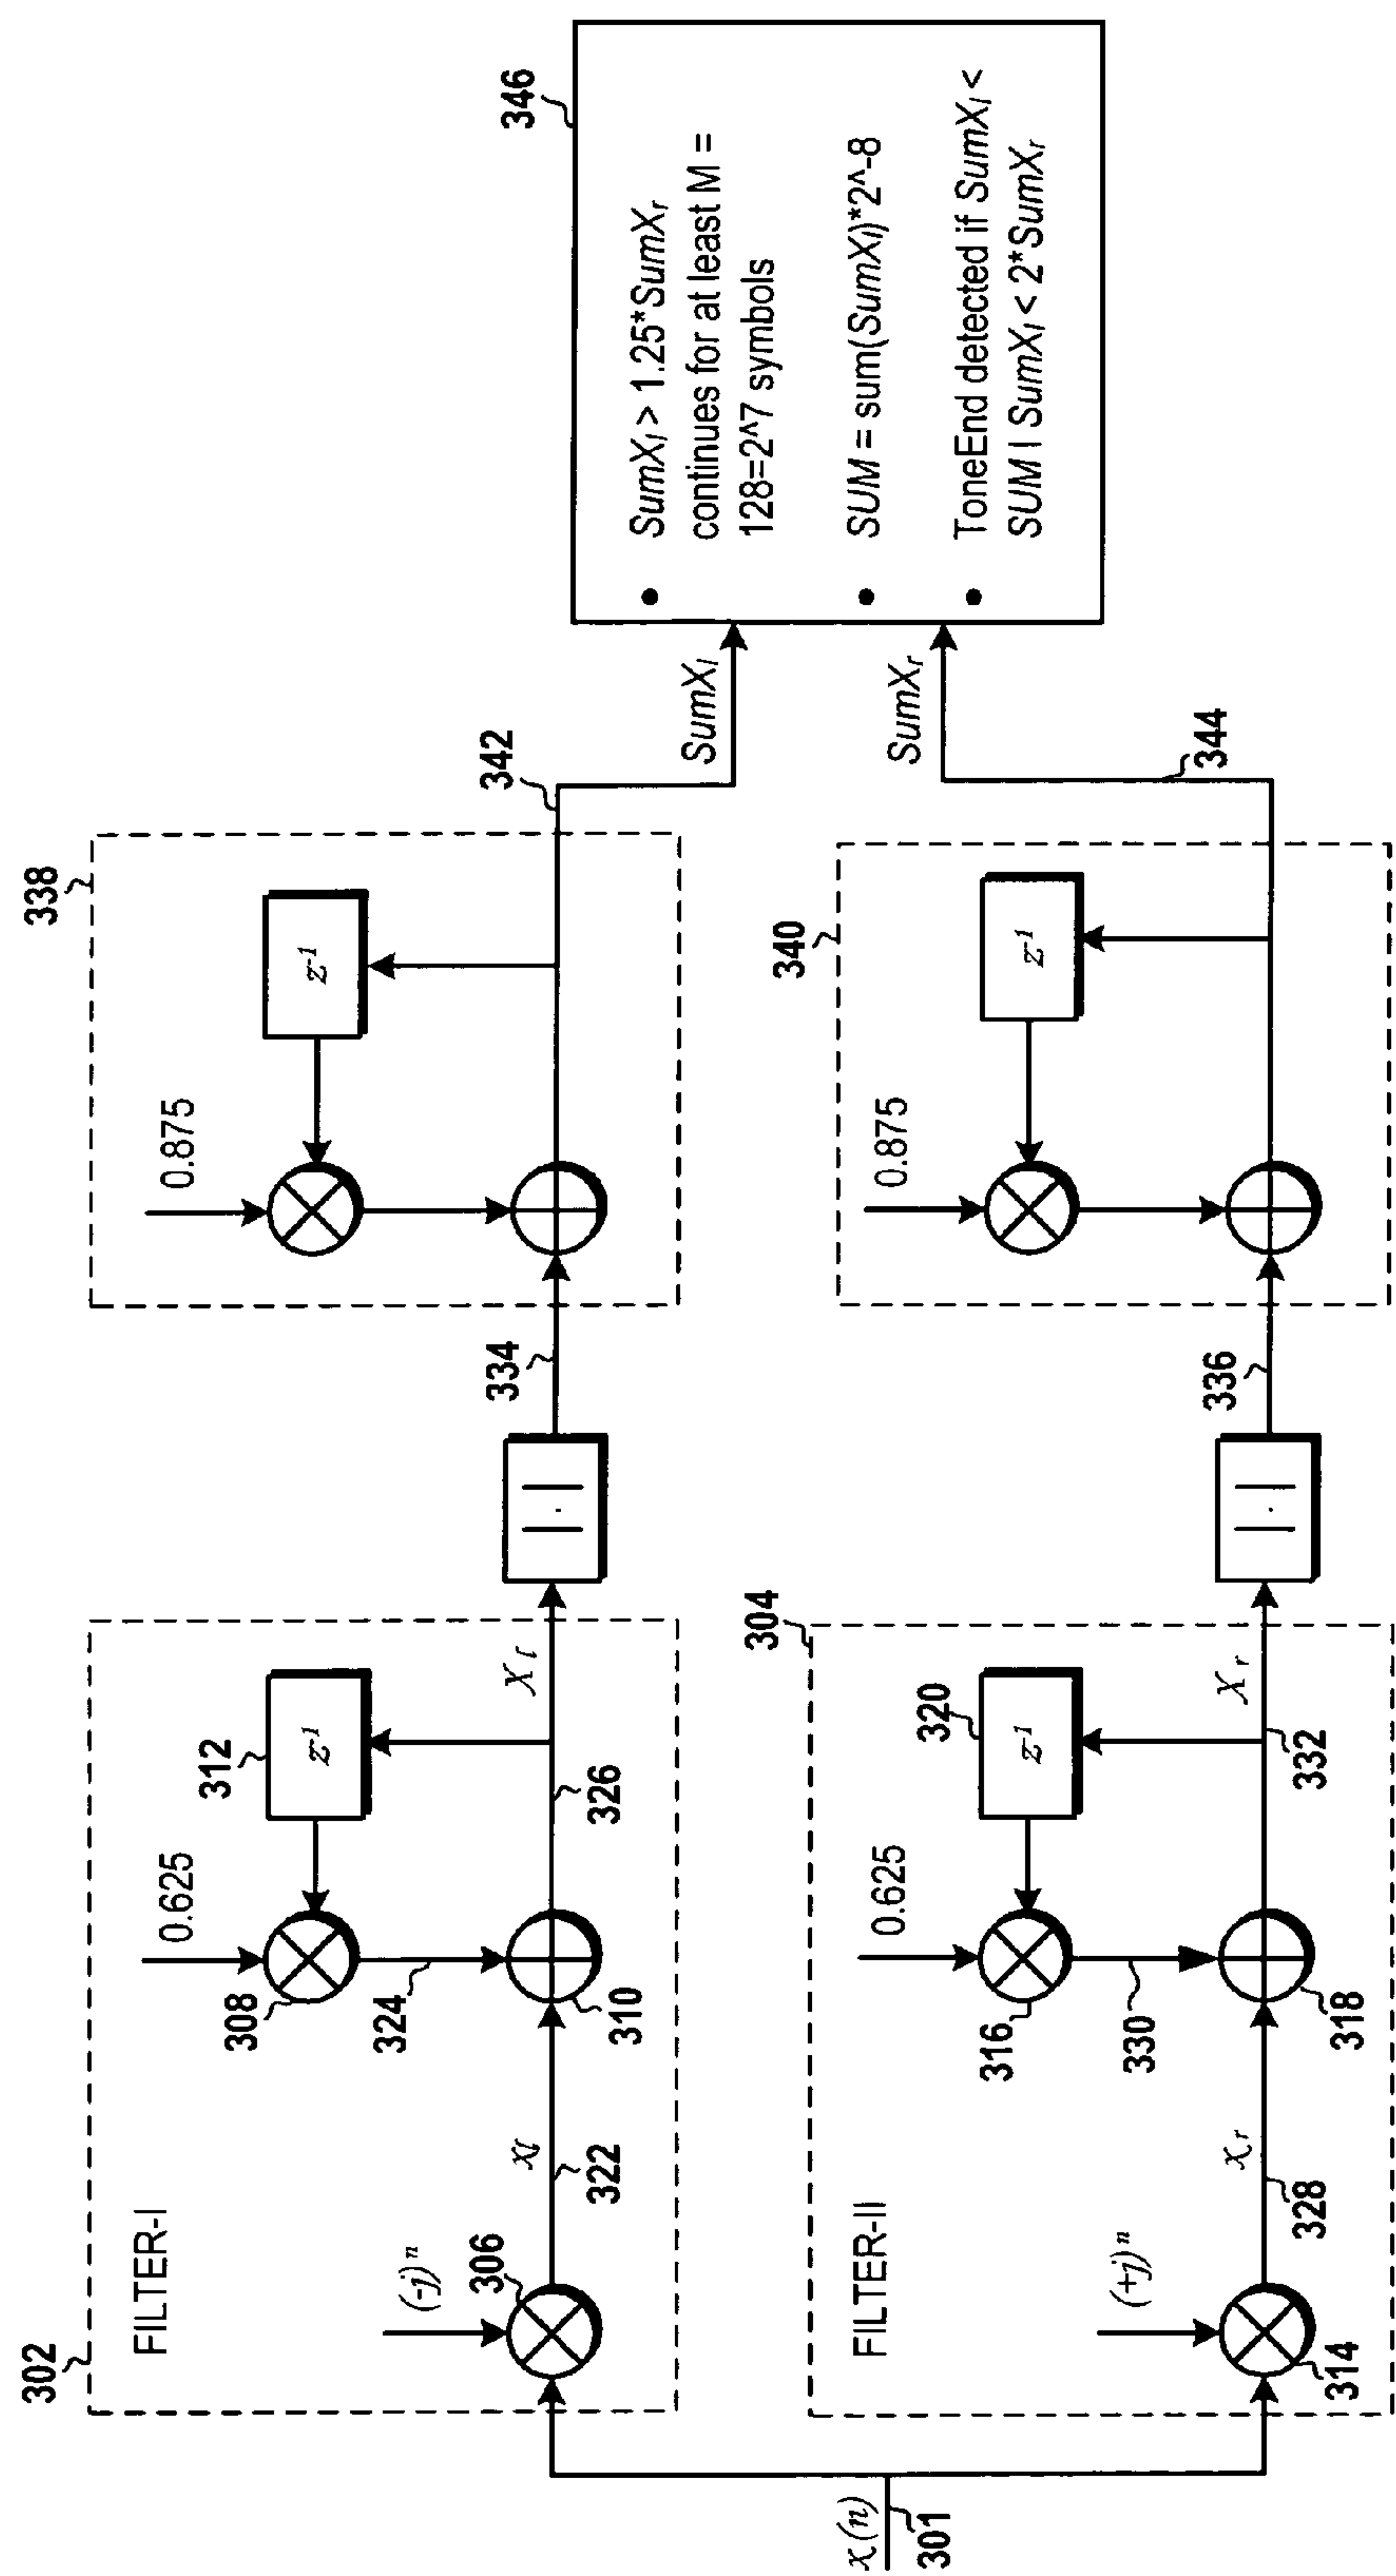 302
FILTER-I
(-j)ⁿ
306
xₗ
322
0.625
308
324
310
312
z⁻¹
326
Xₗ
|·|
334
338
0.875
z⁻¹
342
SumXₗ
x(n)
301
304
FILTER-II
(+j)ⁿ
314
xᵣ
328
0.625
316
330
318
320
z⁻¹
332
Xᵣ
|·|
336
340
0.875
z⁻¹
344
SumXᵣ
346
• SumXₗ > 1.25*SumXᵣ
continues for at least M =
128=2^7 symbols
• SUM = sum(SumXₗ)*2^-8
• ToneEnd detected if SumXₗ <
SUM | SumXₗ < 2*SumXᵣ